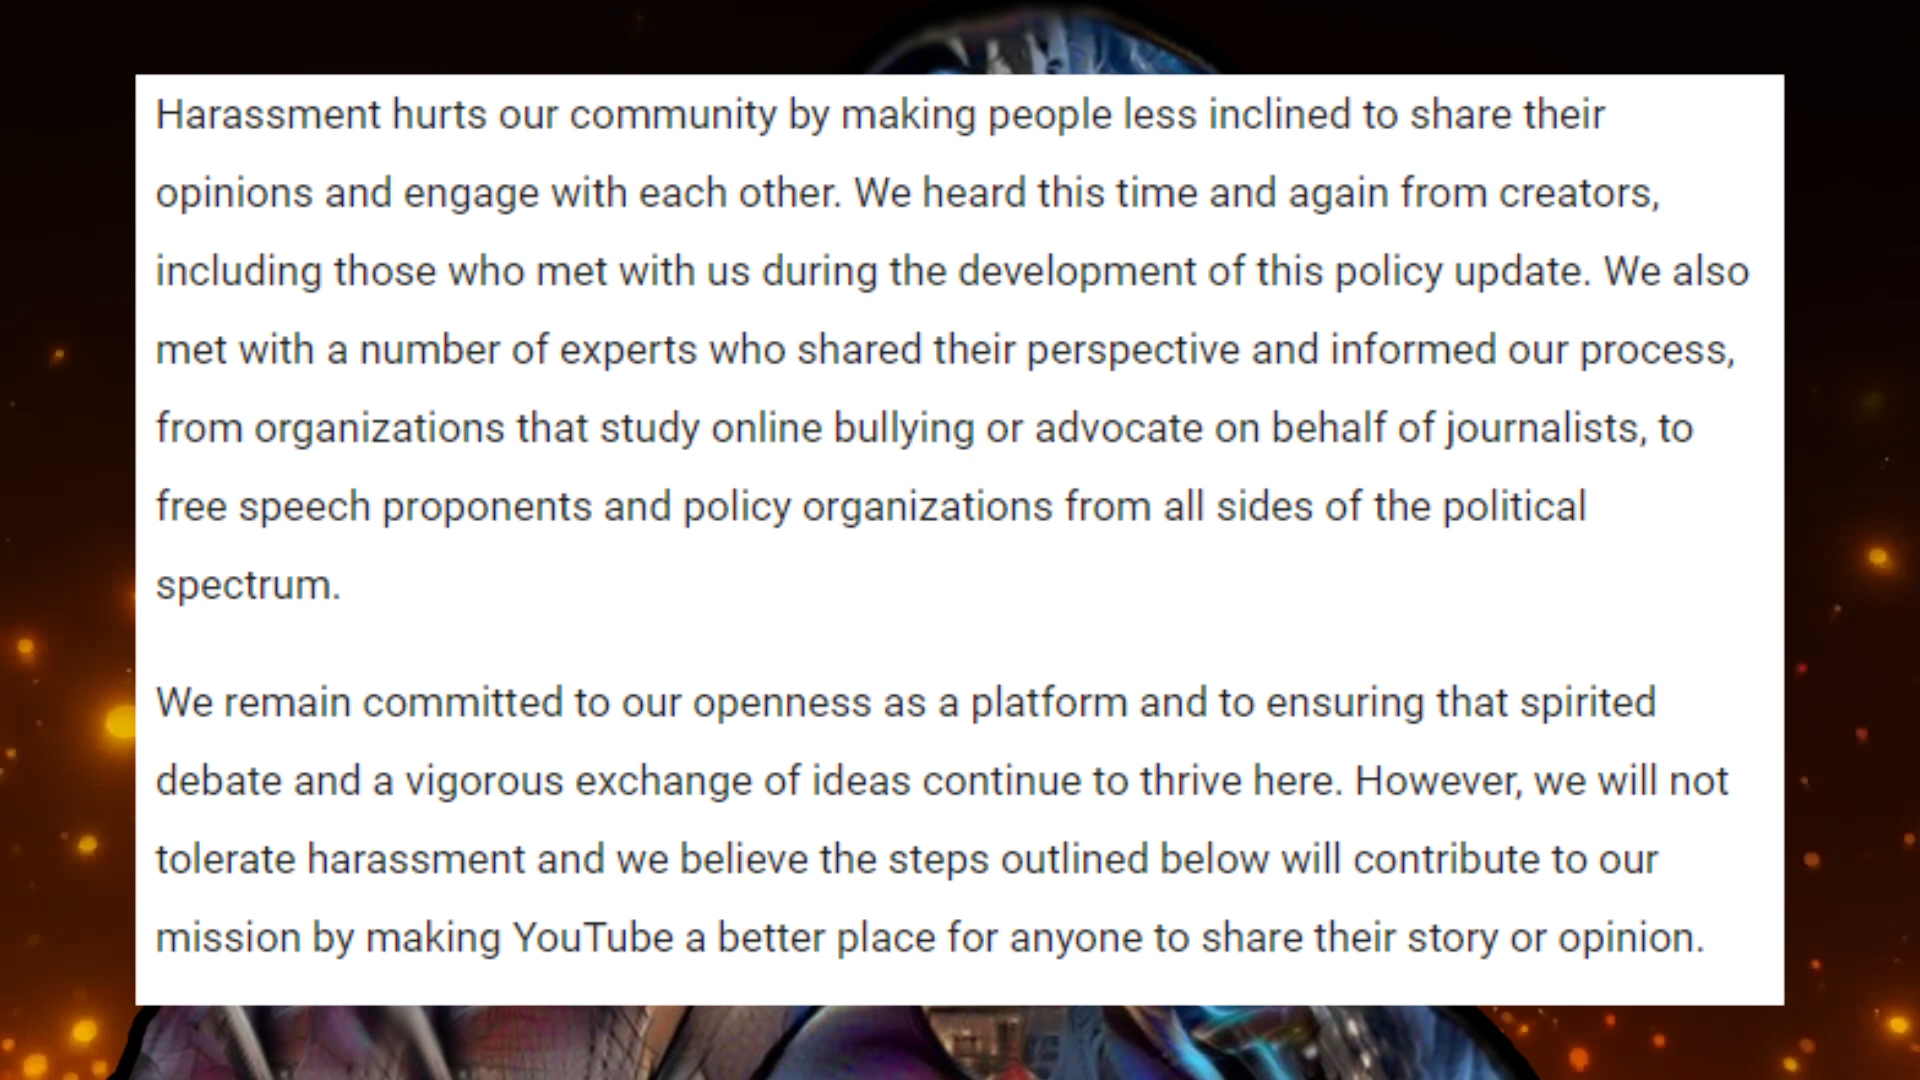 Harassment hurts our community by making people less inclined to share their
opinions and engage with each other. We heard this time and again from creators,
including those who met with us during the development of this policy update. We also
met with a number of experts who shared their perspective and informed our process,
from organizations that study online bullying or advocate on behalf of journalists, to
free speech proponents and policy organizations from all sides of the political
spectrum.
We remain committed to our openness as a platform and to ensuring that spirited
debate and a vigorous exchange of ideas continue to thrive here. However, we will not
tolerate harassment and we believe the steps outlined below will contribute to our
mission by making YouTube a better place for anyone to share their story or opinion.